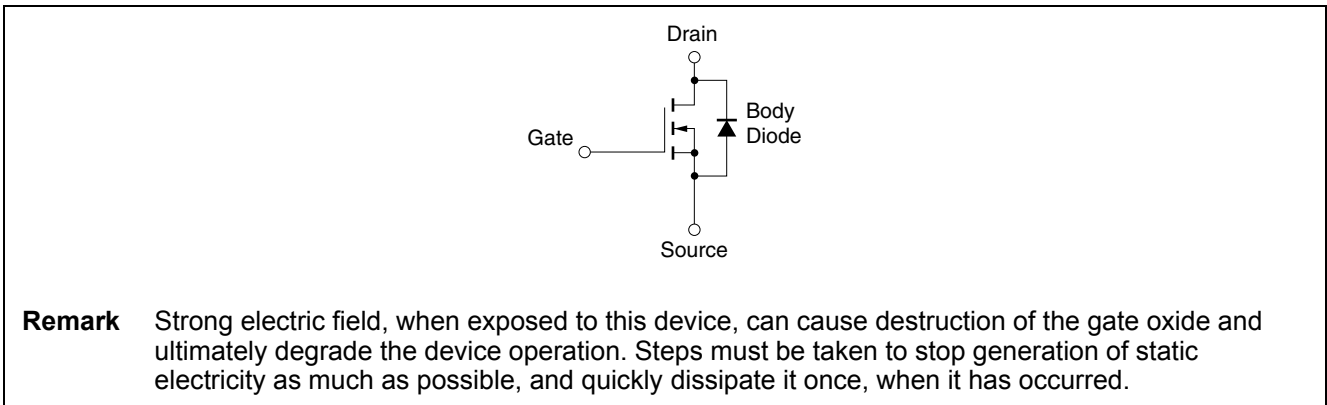 Drain
Body
Diode
Gate
Source
Remark Strong electric field, when exposed to this device, can cause destruction of the gate oxide and
ultimately degrade the device operation. Steps must be taken to stop generation of static
electricity as much as possible, and quickly dissipate it once, when it has occurred.